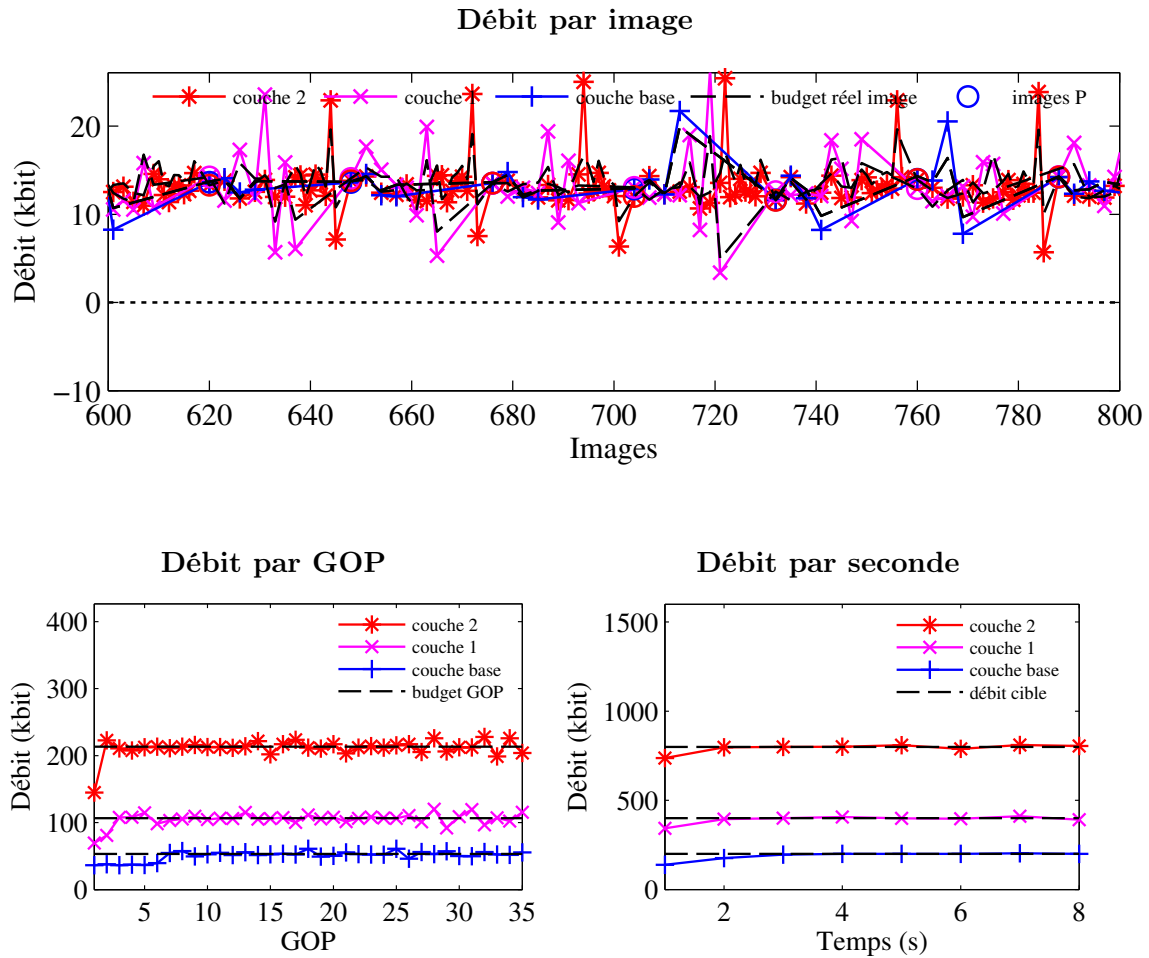 Débit par image
couche 2 couche 1 couche base budget réel image images P
20
10
0
−10
Débit (kbit)
600 620 640 660 680 700 720 740 760 780 800
Images
Débit par GOP
couche 2
couche 1
couche base
budget GOP
400
300
200
100
0
Débit (kbit)
5 10 15 20 25 30 35
GOP
Débit par seconde
couche 2
couche 1
couche base
débit cible
1500
1000
500
0
Débit (kbit)
2 4 6 8
Temps (s)